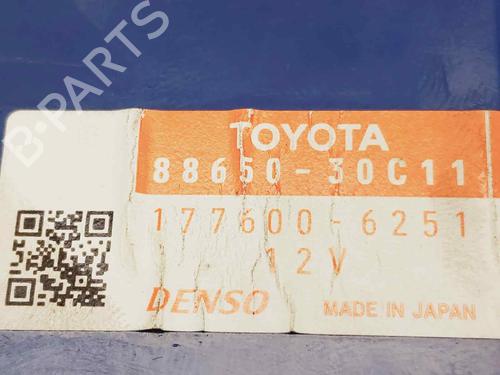 B-PARTS
TOYOTA
88650-30C11
177600-6251
12V
DENSO
MADE IN JAPAN